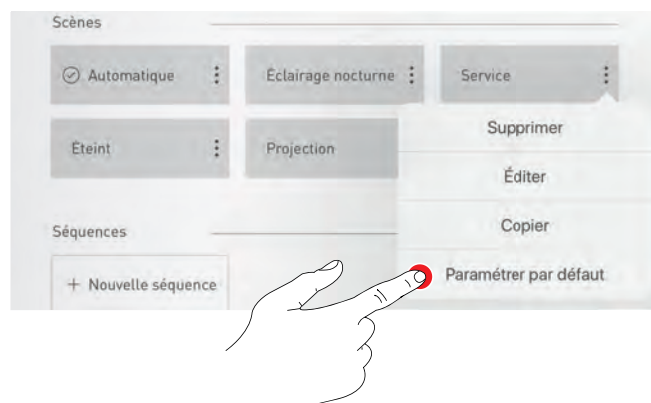 Scènes
Automatique
Éclairage nocturne
Service
Éteint
Projection
Supprimer
Éditer
Copier
Paramétrer par défaut
Séquences
+ Nouvelle séquence